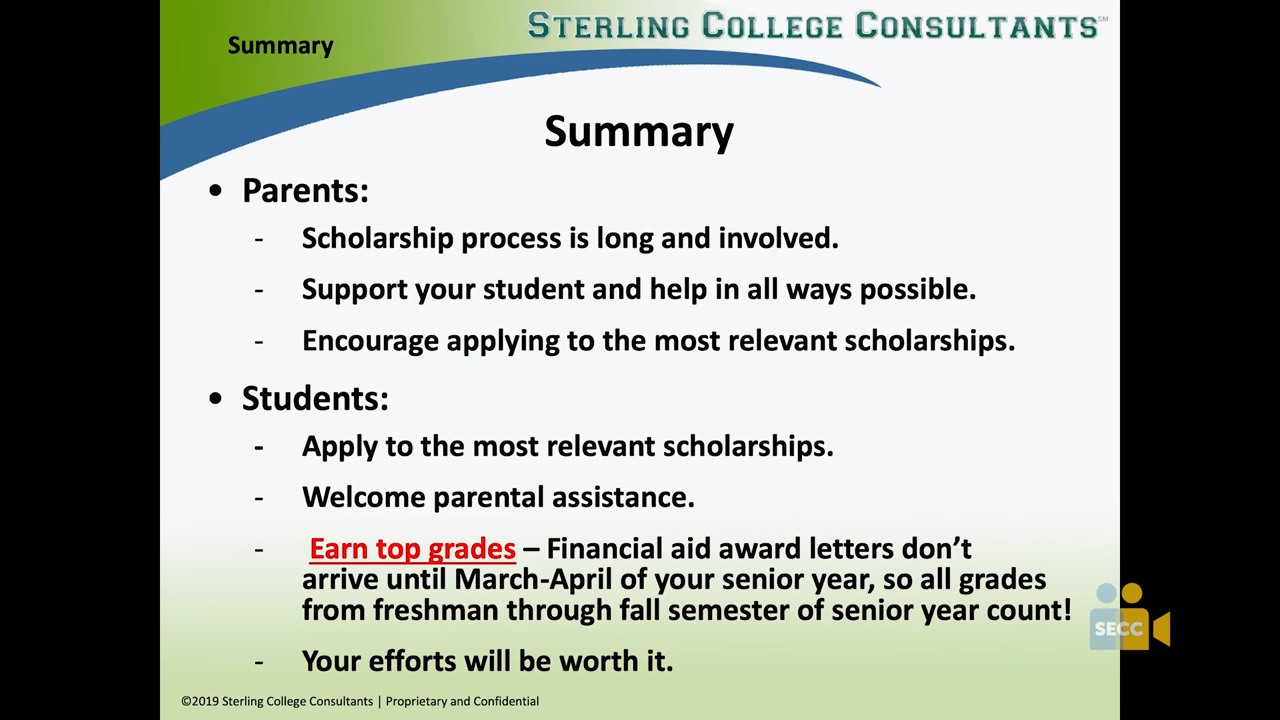 Summary
STERLING COLLEGE CONSULTANTS℠
Summary
• Parents:
- Scholarship process is long and involved.
- Support your student and help in all ways possible.
- Encourage applying to the most relevant scholarships.
• Students:
- Apply to the most relevant scholarships.
- Welcome parental assistance.
- Earn top grades – Financial aid award letters don’t
arrive until March-April of your senior year, so all grades
from freshman through fall semester of senior year count!
SECC
- Your efforts will be worth it.
©2019 Sterling College Consultants | Proprietary and Confidential